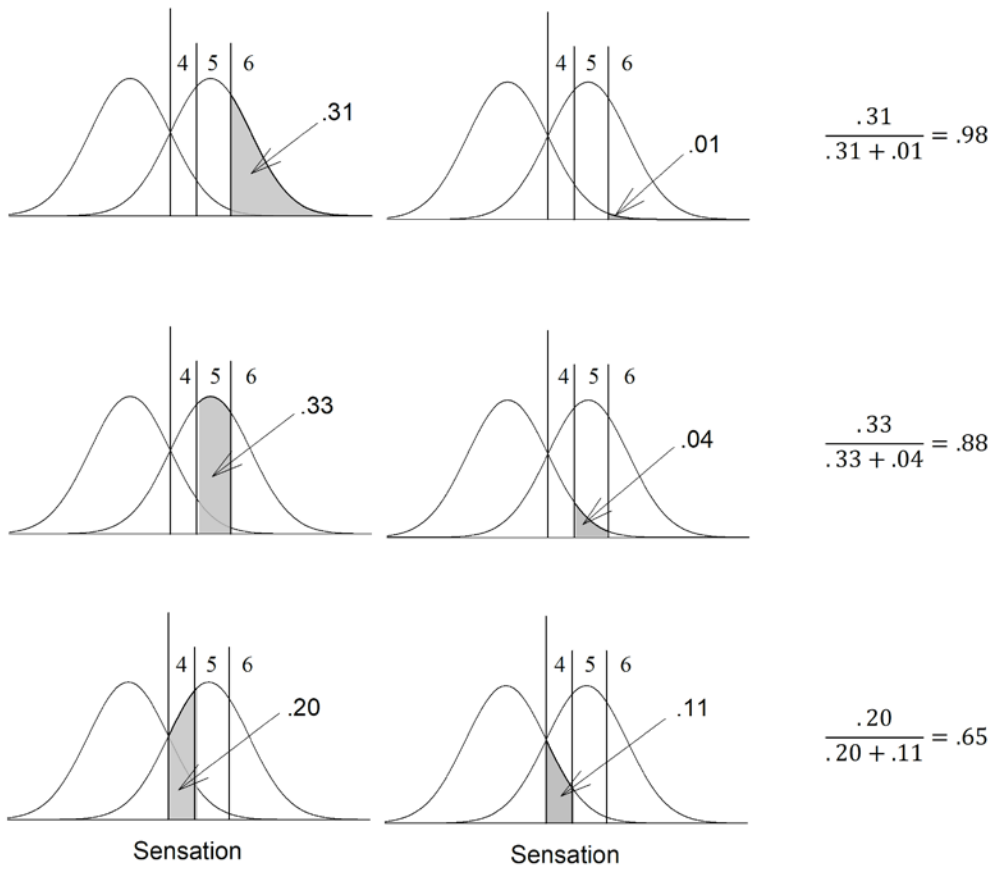 4 5 6
.31
4 5 6
.01
.31
.31 + .01 = .98
4 5 6
.33
4 5 6
.04
.33
.33 + .04 = .88
4 5 6
.20
4 5 6
.11
.20
.20 + .11 = .65
Sensation
Sensation